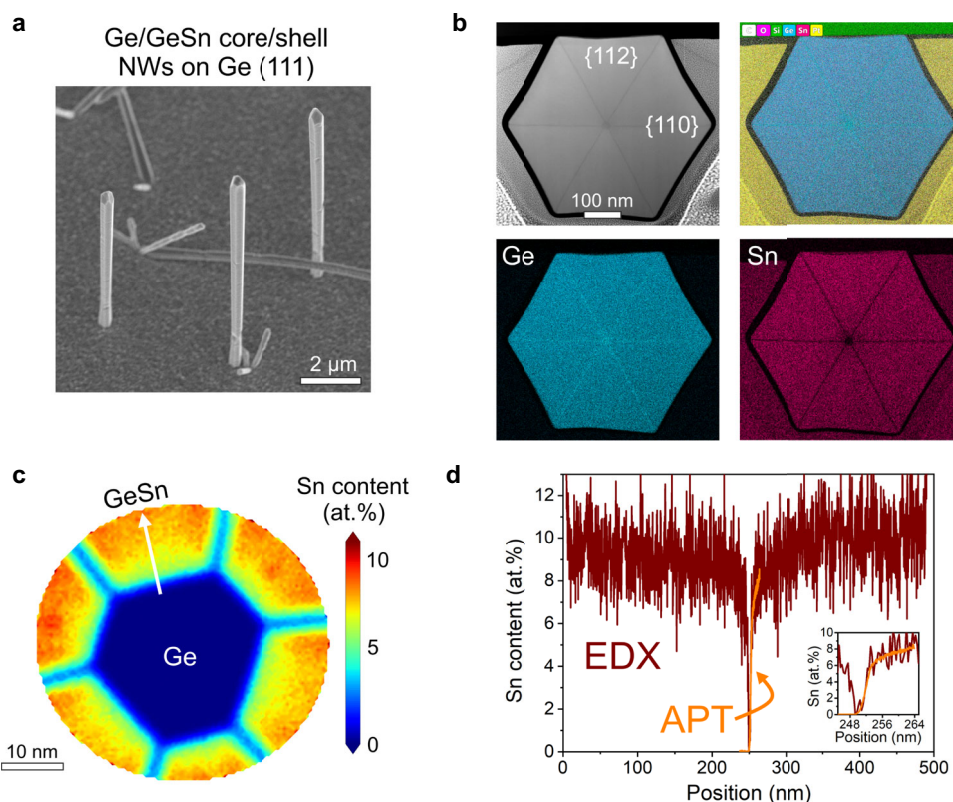 a
Ge/GeSn core/shell
NWs on Ge (111)
2 µm
b
{112}
{110}
100 nm
O Si Ge Sn
Ge
Sn
c
GeSn
Sn content
(at.%)
10
5
0
Ge
10 nm
d
Sn content (at.%)
12
10
8
6
4
2
0
EDX
APT
Sn (at.%)
10
8
6
4
2
0
248 256 264
Position (nm)
0 100 200 300 400 500
Position (nm)